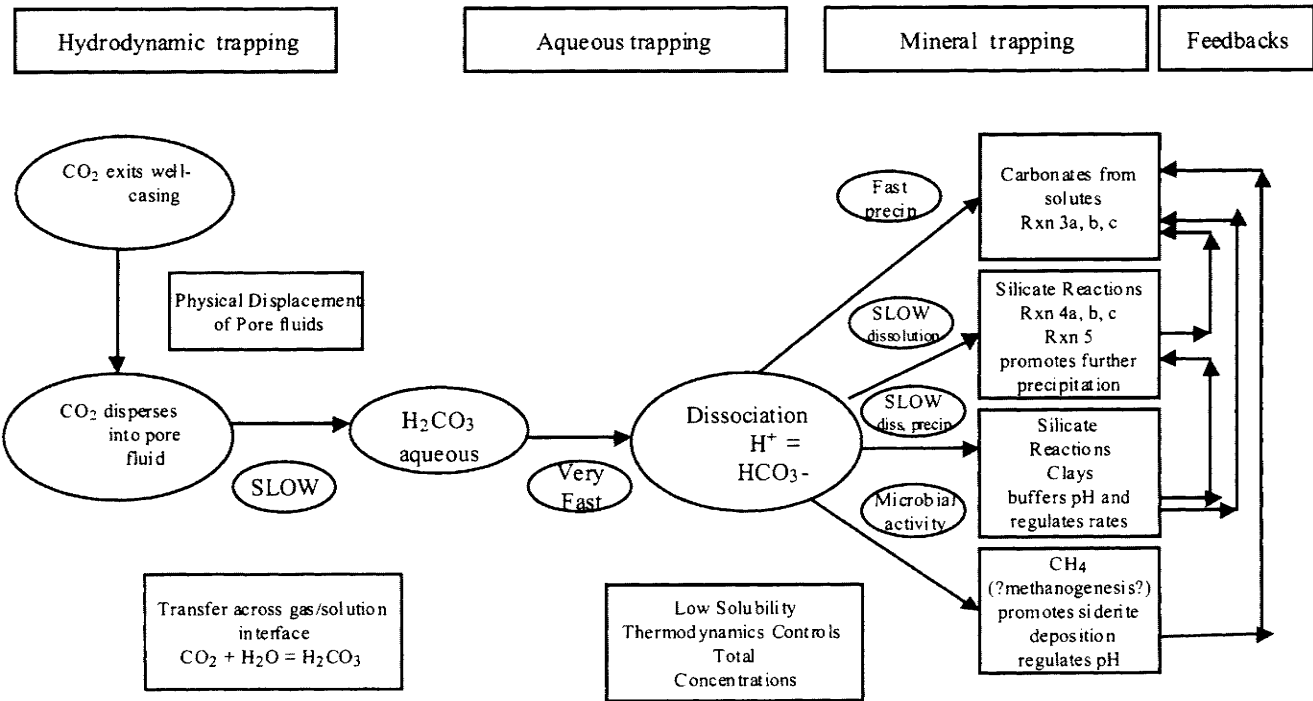 Hydrodynamic trapping
Aqueous trapping
Mineral trapping
Feedbacks
CO₂ exits well-
casing
Physical Displacement
of Pore fluids
CO₂ disperses
into pore
fluid
SLOW
H₂CO₃
aqueous
Very
Fast
Dissociation
H⁺ =
HCO₃-
Fast
precip
SLOW
dissolution
SLOW
diss, precip
Microbial
activity
Carbonates from
solutes
Rxn 3a, b, c
Silicate Reactions
Rxn 4a, b, c
Rxn 5
promotes further
precipitation
Silicate
Reactions
Clays
buffers pH and
regulates rates
CH₄
(?methanogenesis?)
promotes siderite
deposition
regulates pH
Transfer across gas/solution
interface
CO₂ + H₂O = H₂CO₃
Low Solubility
Thermodynamics Controls
Total
Concentrations